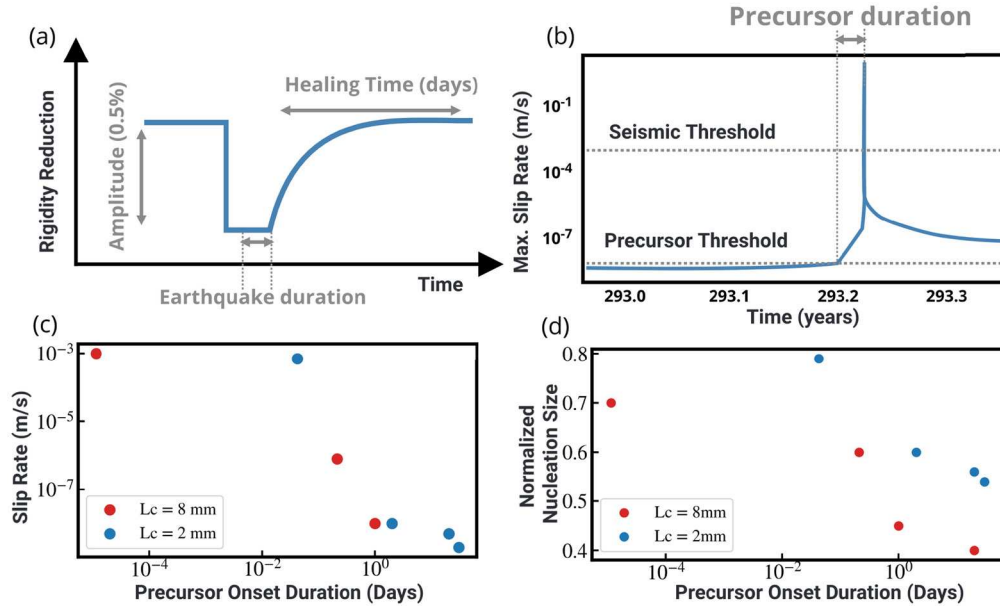 (a)
Rigidity Reduction
Amplitude (0.5%)
Healing Time (days)
Earthquake duration
Time
Precursor duration
(b)
Max. Slip Rate (m/s)
10^-1
10^-4
10^-7
Seismic Threshold
Precursor Threshold
293.0 293.1 293.2 293.3
Time (years)
(c)
Slip Rate (m/s)
10^-3
10^-5
10^-7
Lc = 8 mm
Lc = 2 mm
10^-4 10^-2 10^0
Precursor Onset Duration (Days)
(d)
Normalized
Nucleation Size
0.8
0.7
0.6
0.5
0.4
Lc = 8mm
Lc = 2mm
10^-4 10^-2 10^0
Precursor Onset Duration (Days)